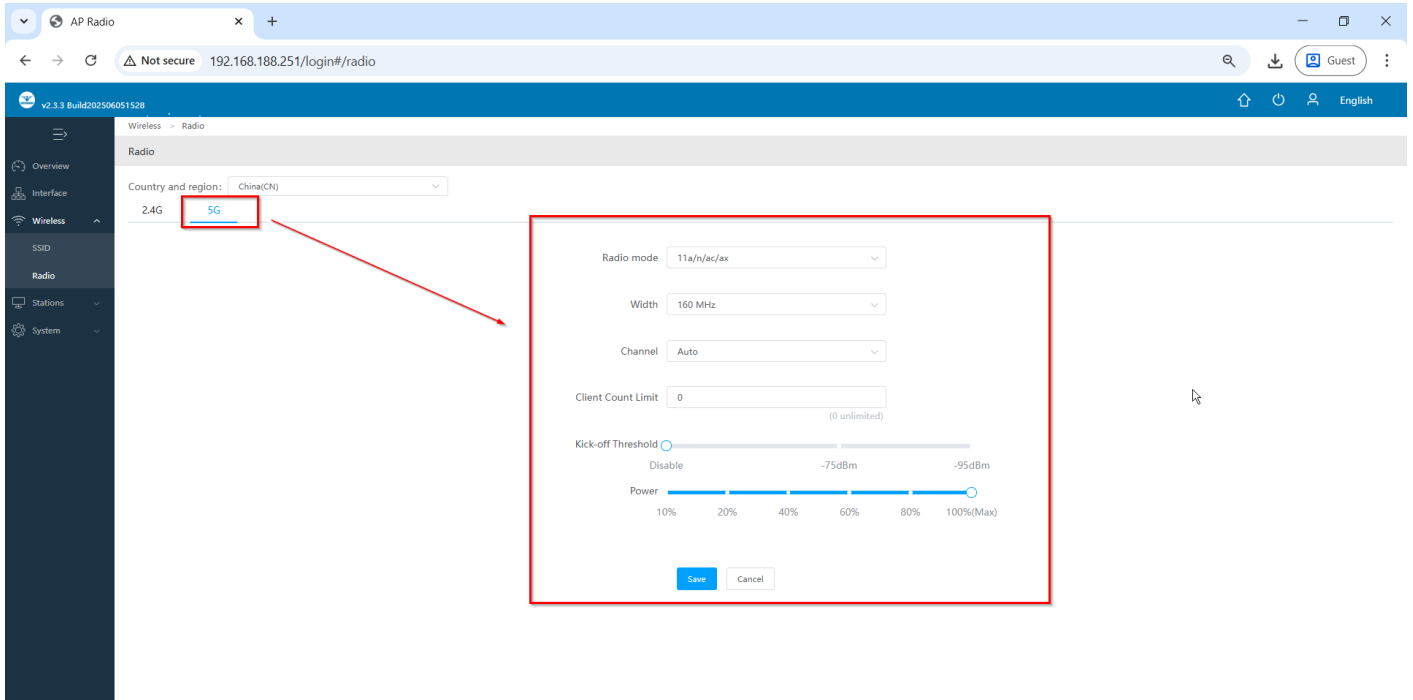 AP Radio
Not secure 192.168.188.251/login#/radio
Guest
v2.3.3 Build202506051528
English
Wireless > Radio
Radio
Overview
Interface
Wireless
SSID
Radio
Stations
System
Country and region: China(CN)
2.4G 5G
Radio mode 11a/n/ac/ax
Width 160 MHz
Channel Auto
Client Count Limit 0
(0 unlimited)
Kick-off Threshold
Disable -75dBm -95dBm
Power
10% 20% 40% 60% 80% 100%(Max)
Save Cancel